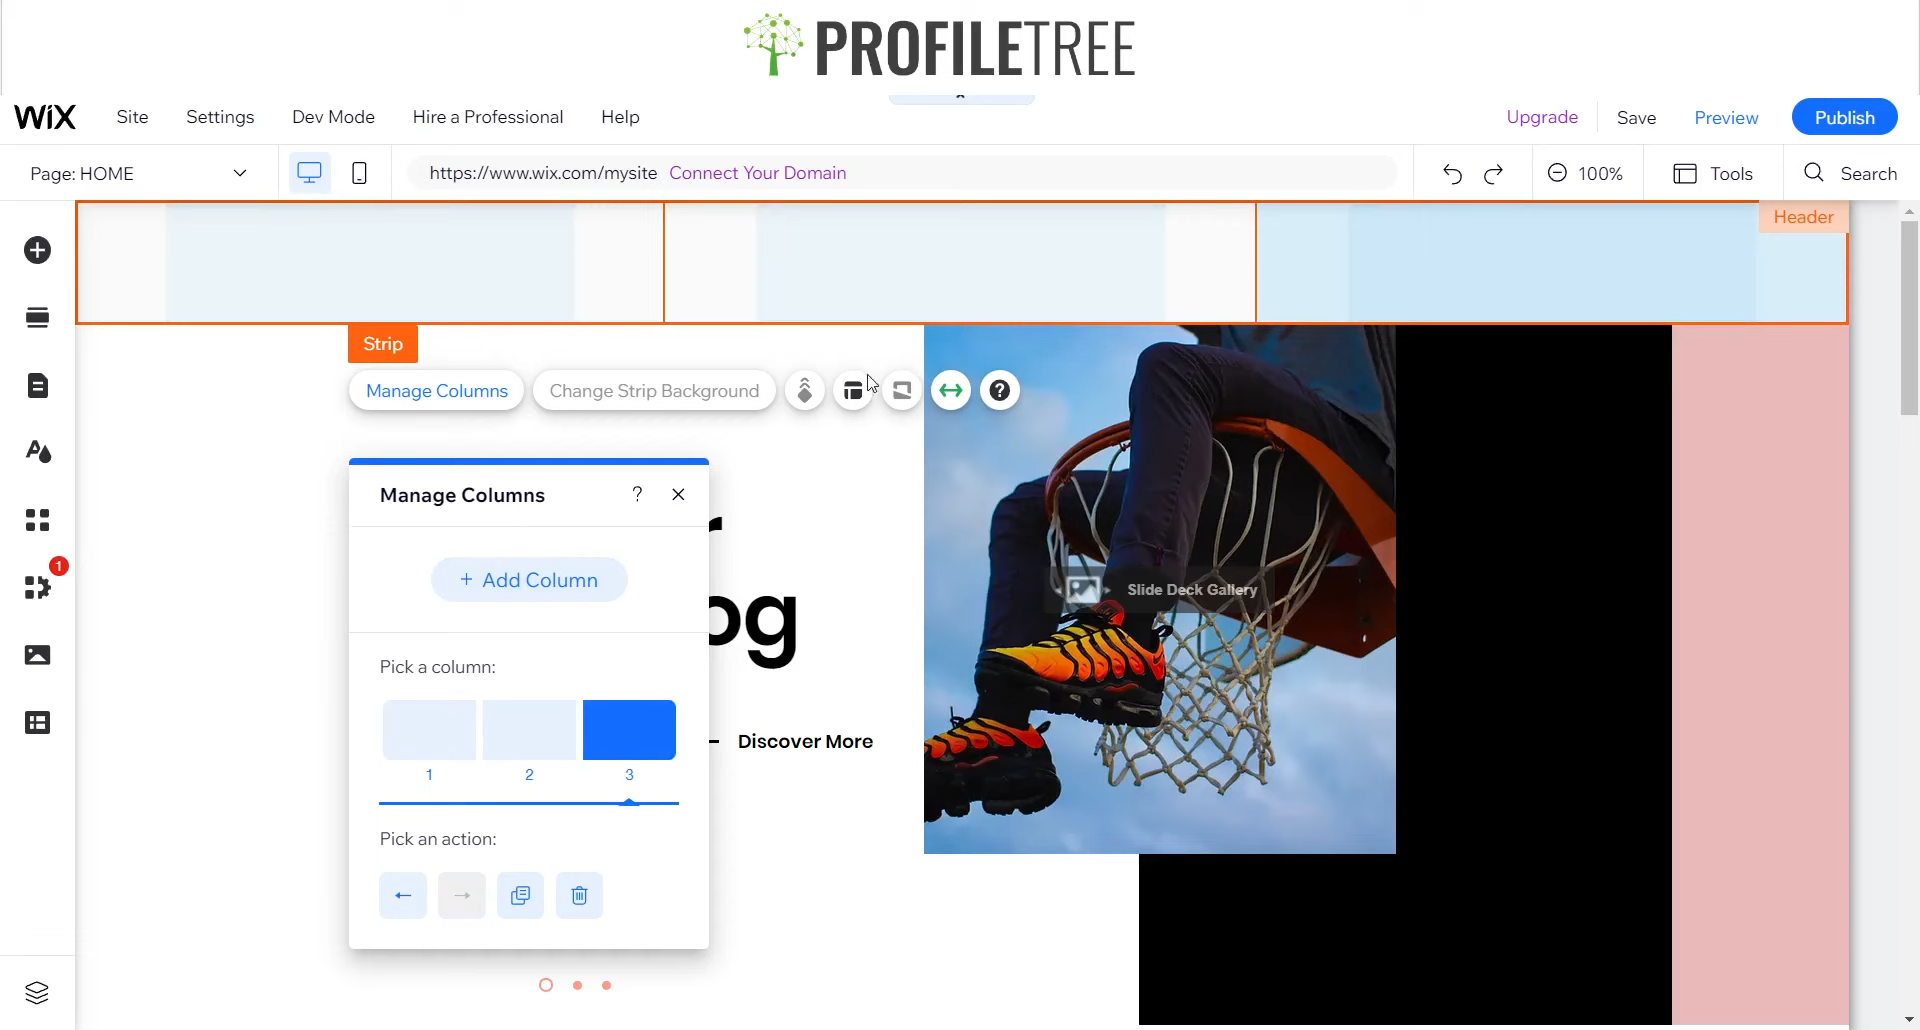 PROFILETREE
WiX Site Settings Dev Mode Hire a Professional Help Upgrade Save Preview Publish
Page: HOME https://www.wix.com/mysite Connect Your Domain 100% Tools Search
Header
Strip
Manage Columns Change Strip Background ?
Manage Columns ?
+ Add Column
1
Slide Deck Gallery
og
Pick a column:
Discover More
1 2 3
Pick an action: